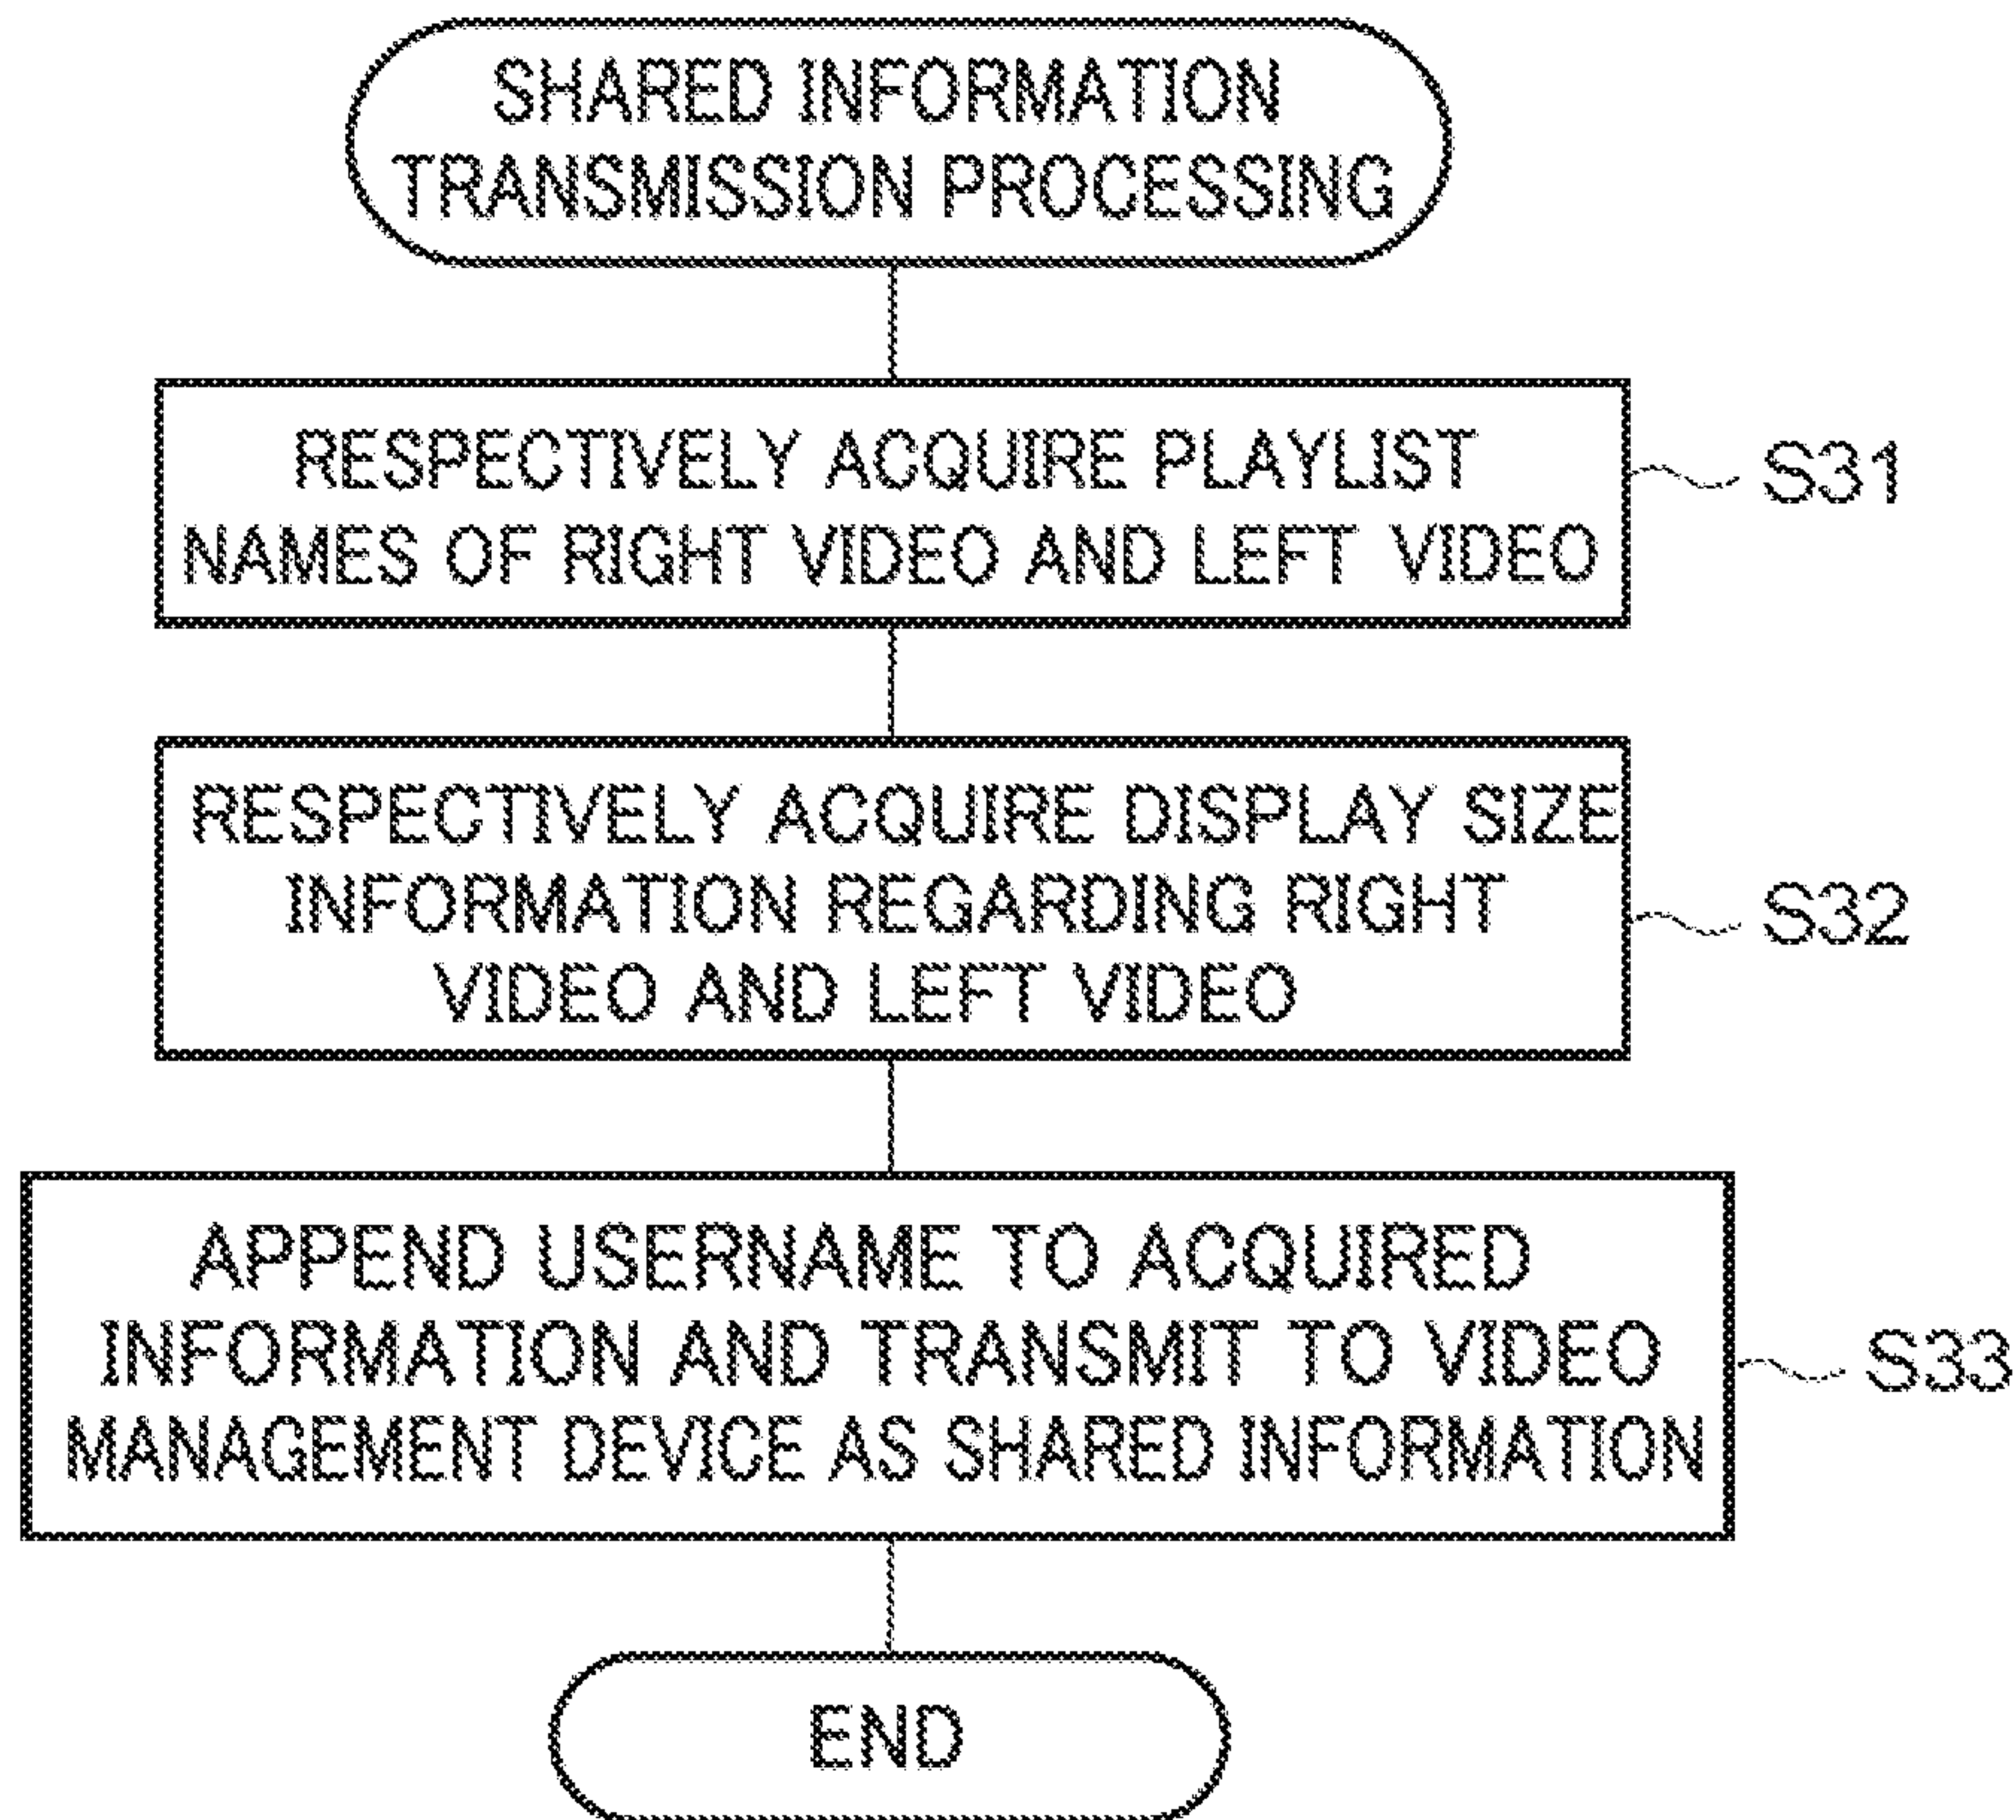 SHARED INFORMATION
TRANSMISSION PROCESSING
RESPECTIVELY ACQUIRE PLAYLIST
NAMES OF RIGHT VIDEO AND LEFT VIDEO
S31
RESPECTIVELY ACQUIRE DISPLAY SIZE
INFORMATION REGARDING RIGHT
VIDEO AND LEFT VIDEO
S32
APPEND USERNAME TO ACQUIRED
INFORMATION AND TRANSMIT TO VIDEO
MANAGEMENT DEVICE AS SHARED INFORMATION
S33
END